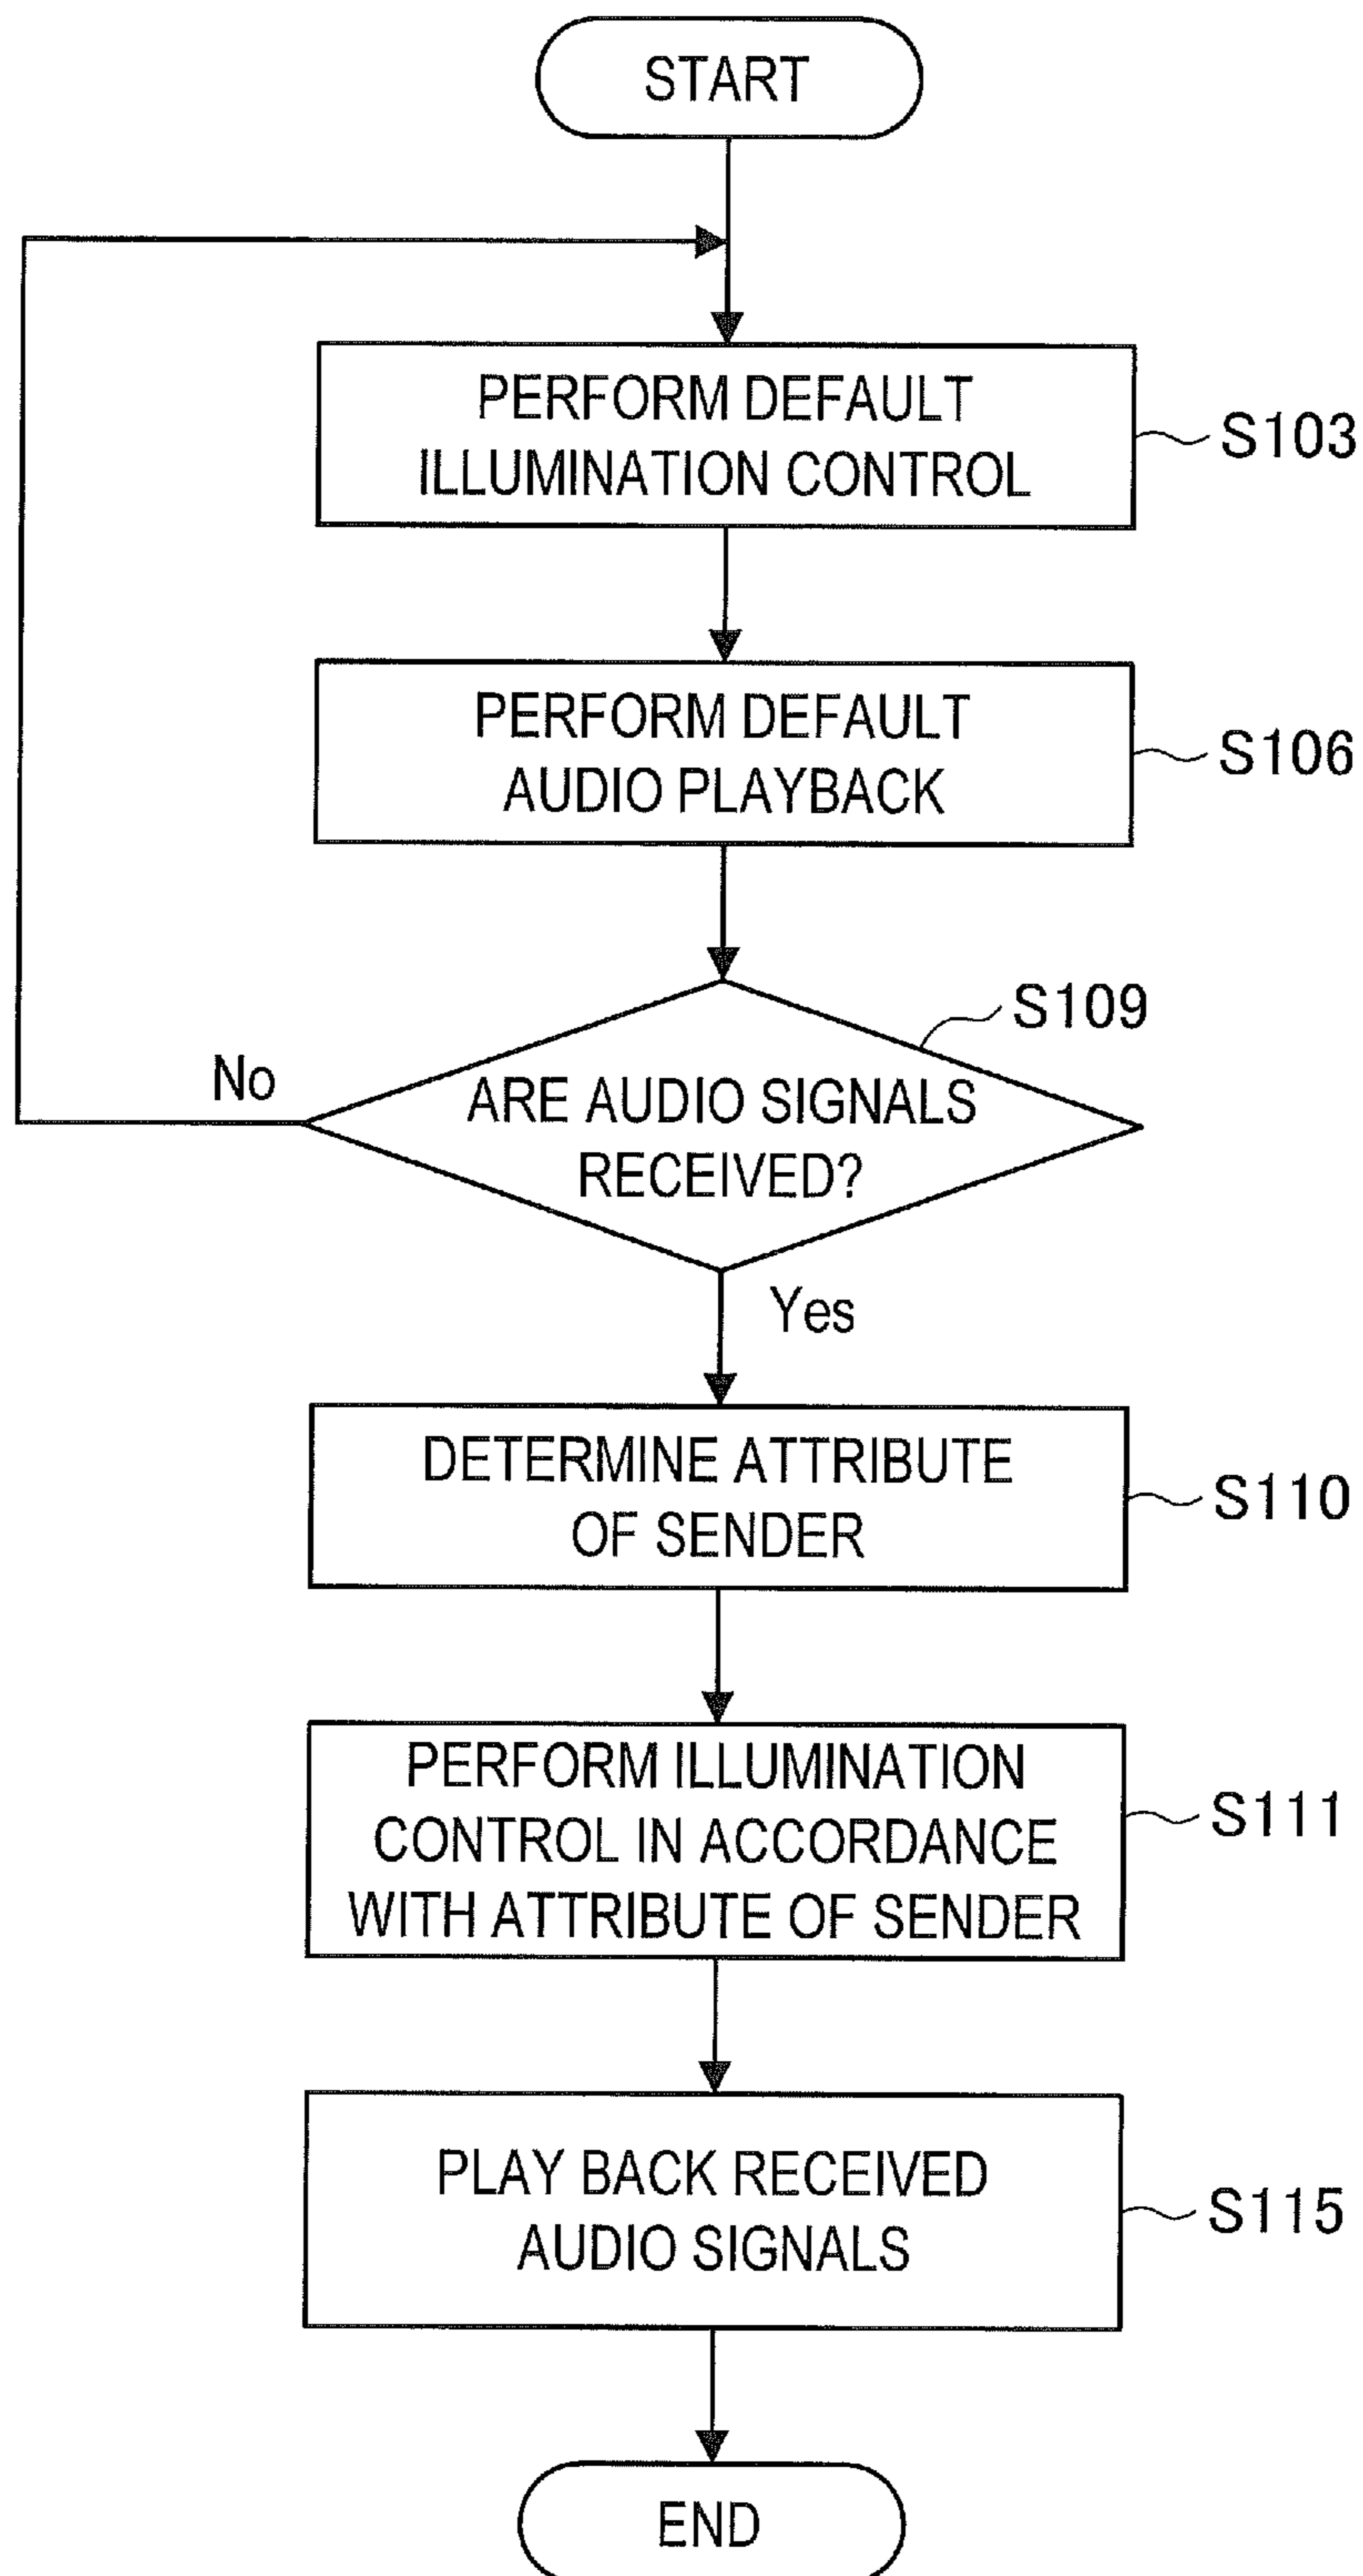 START
PERFORM DEFAULT
ILLUMINATION CONTROL
S103
PERFORM DEFAULT
AUDIO PLAYBACK
S106
S109
No
ARE AUDIO SIGNALS
RECEIVED?
Yes
DETERMINE ATTRIBUTE
OF SENDER
S110
PERFORM ILLUMINATION
CONTROL IN ACCORDANCE
WITH ATTRIBUTE OF SENDER
S111
PLAY BACK RECEIVED
AUDIO SIGNALS
S115
END